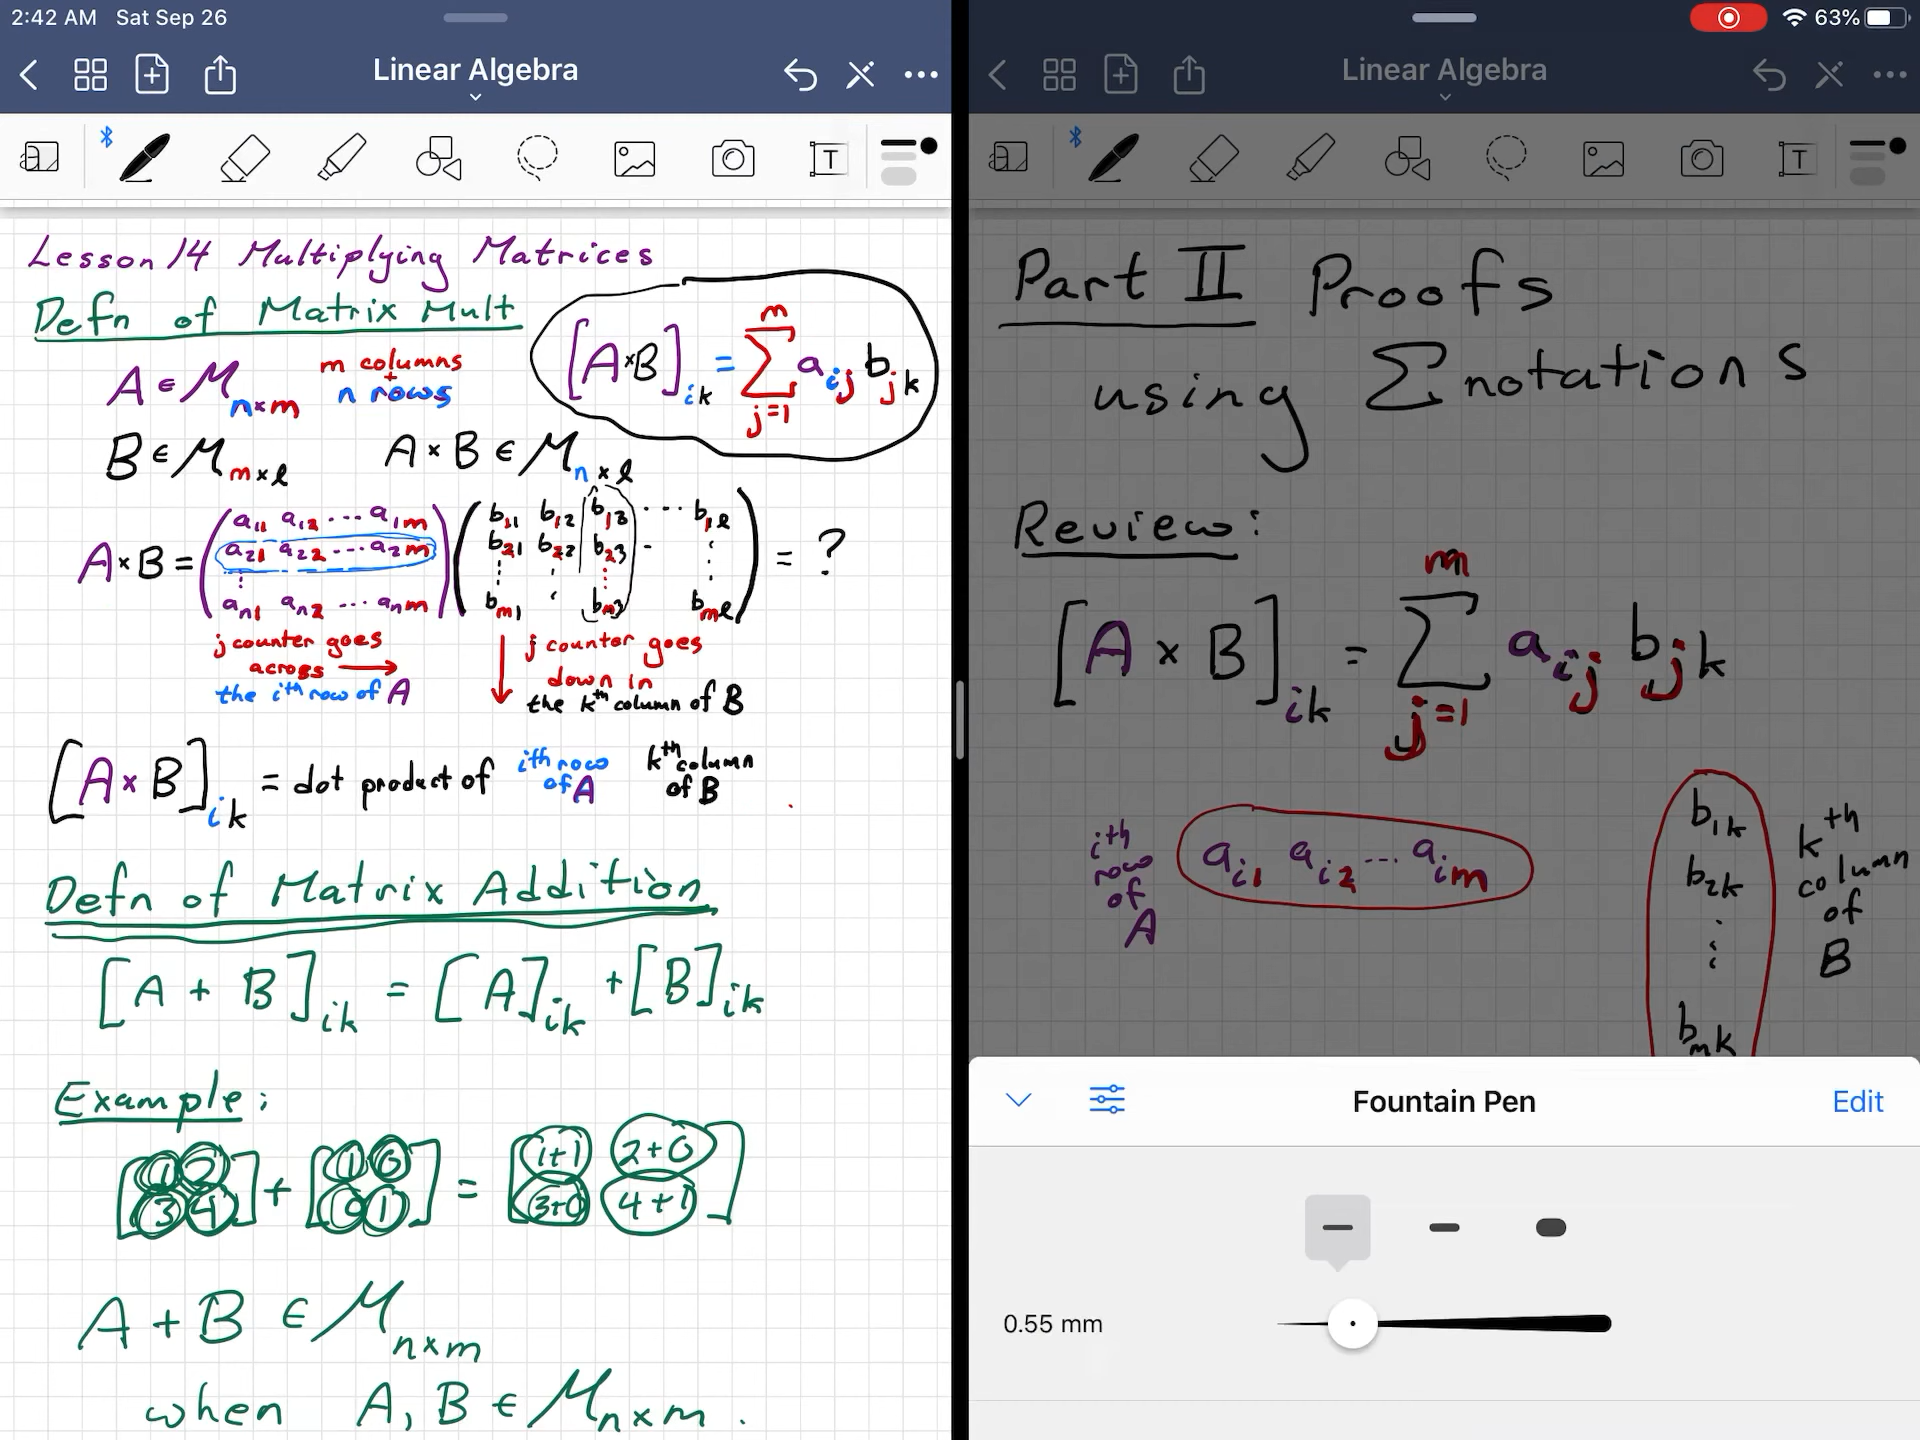 2:42 AM Sat Sep 26
63%
Linear Algebra
Lesson 14 Multiplying Matrices
Defn of Matrix Mult
[A×B]ik = Σ m j=1 aij bjk
A ∈ Mn×m
m columns
+
n rows
B ∈ Mm×l A×B ∈ Mn×l
A×B = (a11 a12 ... a1m) (b11 b12 b13 ... b1l) = ?
a21 a22 ... a2m b21 b22 b23
an1 an2 ... anm bm1 bm3 bml
j counter goes
across →
the ith row of A
j counter goes
down in
the kth column of B
[A×B]ik = dot product of ith row of A kth column of B
Defn of Matrix Addition
[A + B]ik = [A]ik + [B]ik
Example:
[1 2] + [1 0] = [1+1 2+0]
[3 4] [0 1] [3+0 4+1]
A + B ∈ Mn×m
when A, B ∈ Mn×m.
Linear Algebra
Part II Proofs
using Σ notations
Review:
[A × B]ik = Σ m j=1 aij bjk
ith
row
of
A
ai1 ai2 ... aim
b1k
b2k
⋮
bmk
kth
column
of
B
Fountain Pen
Edit
0.55 mm